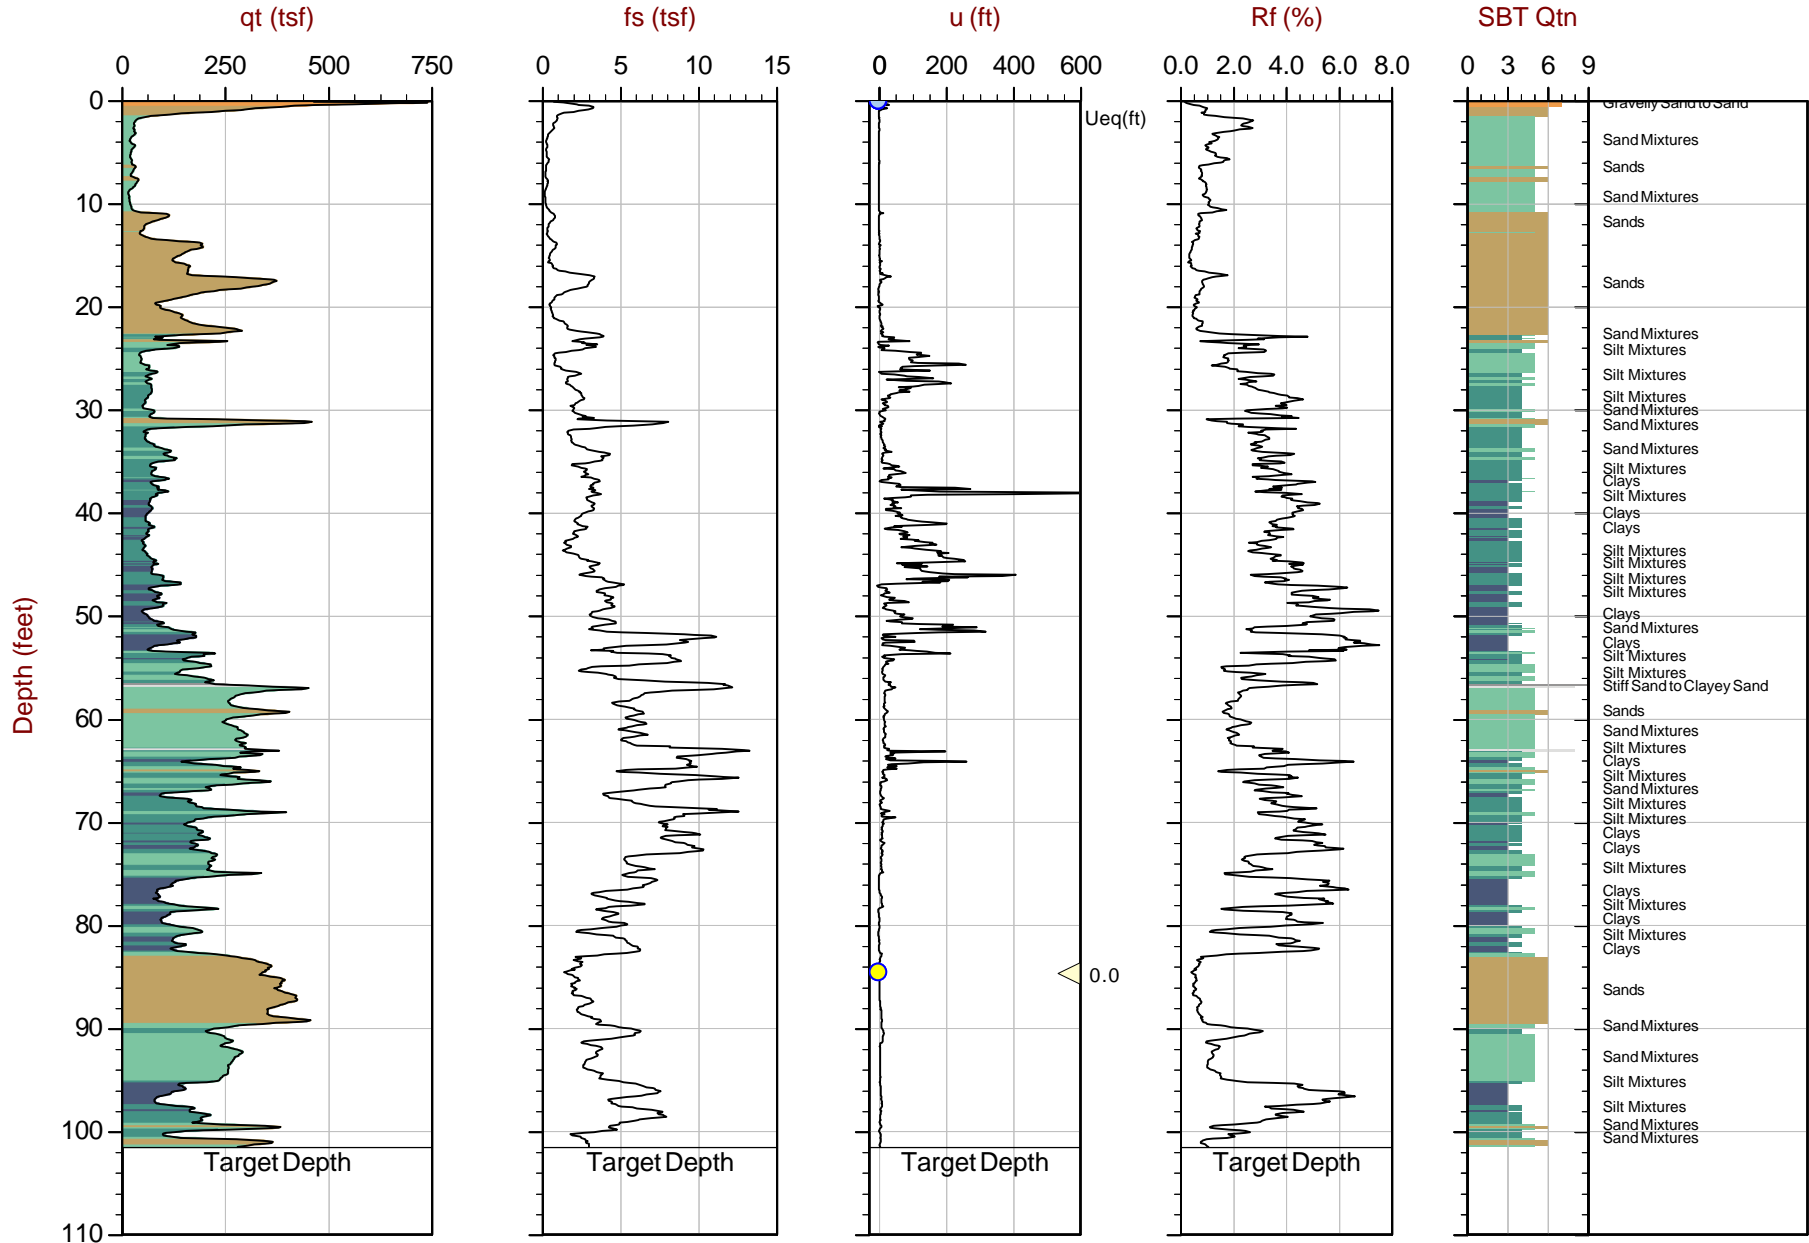 qt (tsf) fs (tsf) u (ft) Rf (%) SBT Qtn
0 250 500 750 0 5 10 15 0 200 400 600 0.0 2.0 4.0 6.0 8.0 0 3 6 9
0
10
20
30
40
50
60
70
80
90
100
110
Depth (feet)
Ueq(ft)
0.0
Target Depth Target Depth Target Depth Target Depth
Gravelly Sand to Sand
Sand Mixtures
Sands
Sand Mixtures
Sands
Sands
Sand Mixtures
Silt Mixtures
Silt Mixtures
Silt Mixtures
Sand Mixtures
Sand Mixtures
Sand Mixtures
Silt Mixtures
Clays
Silt Mixtures
Clays
Clays
Silt Mixtures
Silt Mixtures
Silt Mixtures
Silt Mixtures
Clays
Sand Mixtures
Clays
Silt Mixtures
Silt Mixtures
Stiff Sand to Clayey Sand
Sands
Sand Mixtures
Silt Mixtures
Clays
Silt Mixtures
Sand Mixtures
Silt Mixtures
Silt Mixtures
Clays
Clays
Silt Mixtures
Clays
Silt Mixtures
Clays
Silt Mixtures
Clays
Sands
Sand Mixtures
Sand Mixtures
Silt Mixtures
Silt Mixtures
Sand Mixtures
Sand Mixtures